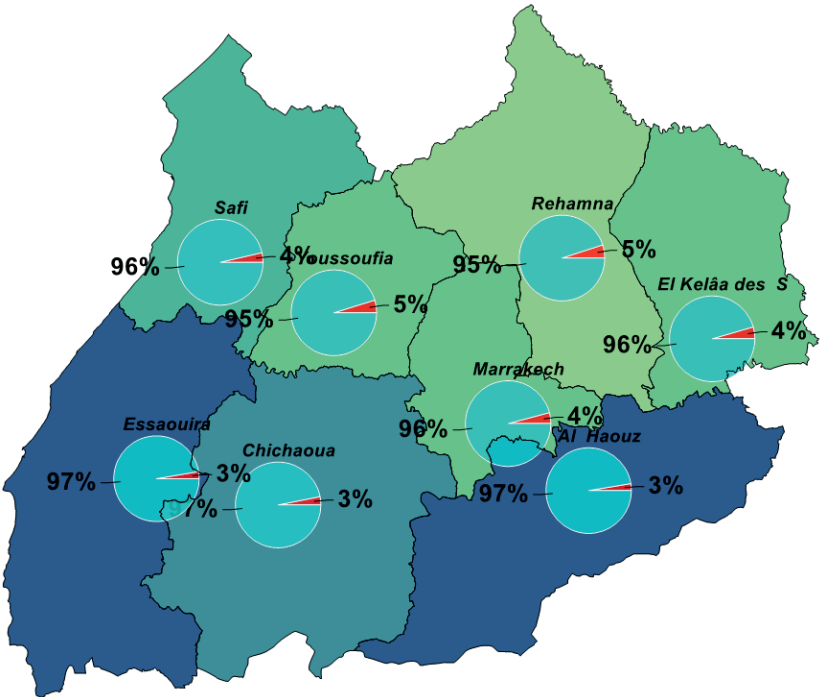 Safi
96%
4%
Youssoufia
95%
5%
Rehamna
95%
5%
El Kelâa des S
96%
4%
Marrakech
96%
4%
Essaouira
97%
3%
Chichaoua
97%
3%
Al Haouz
97%
3%